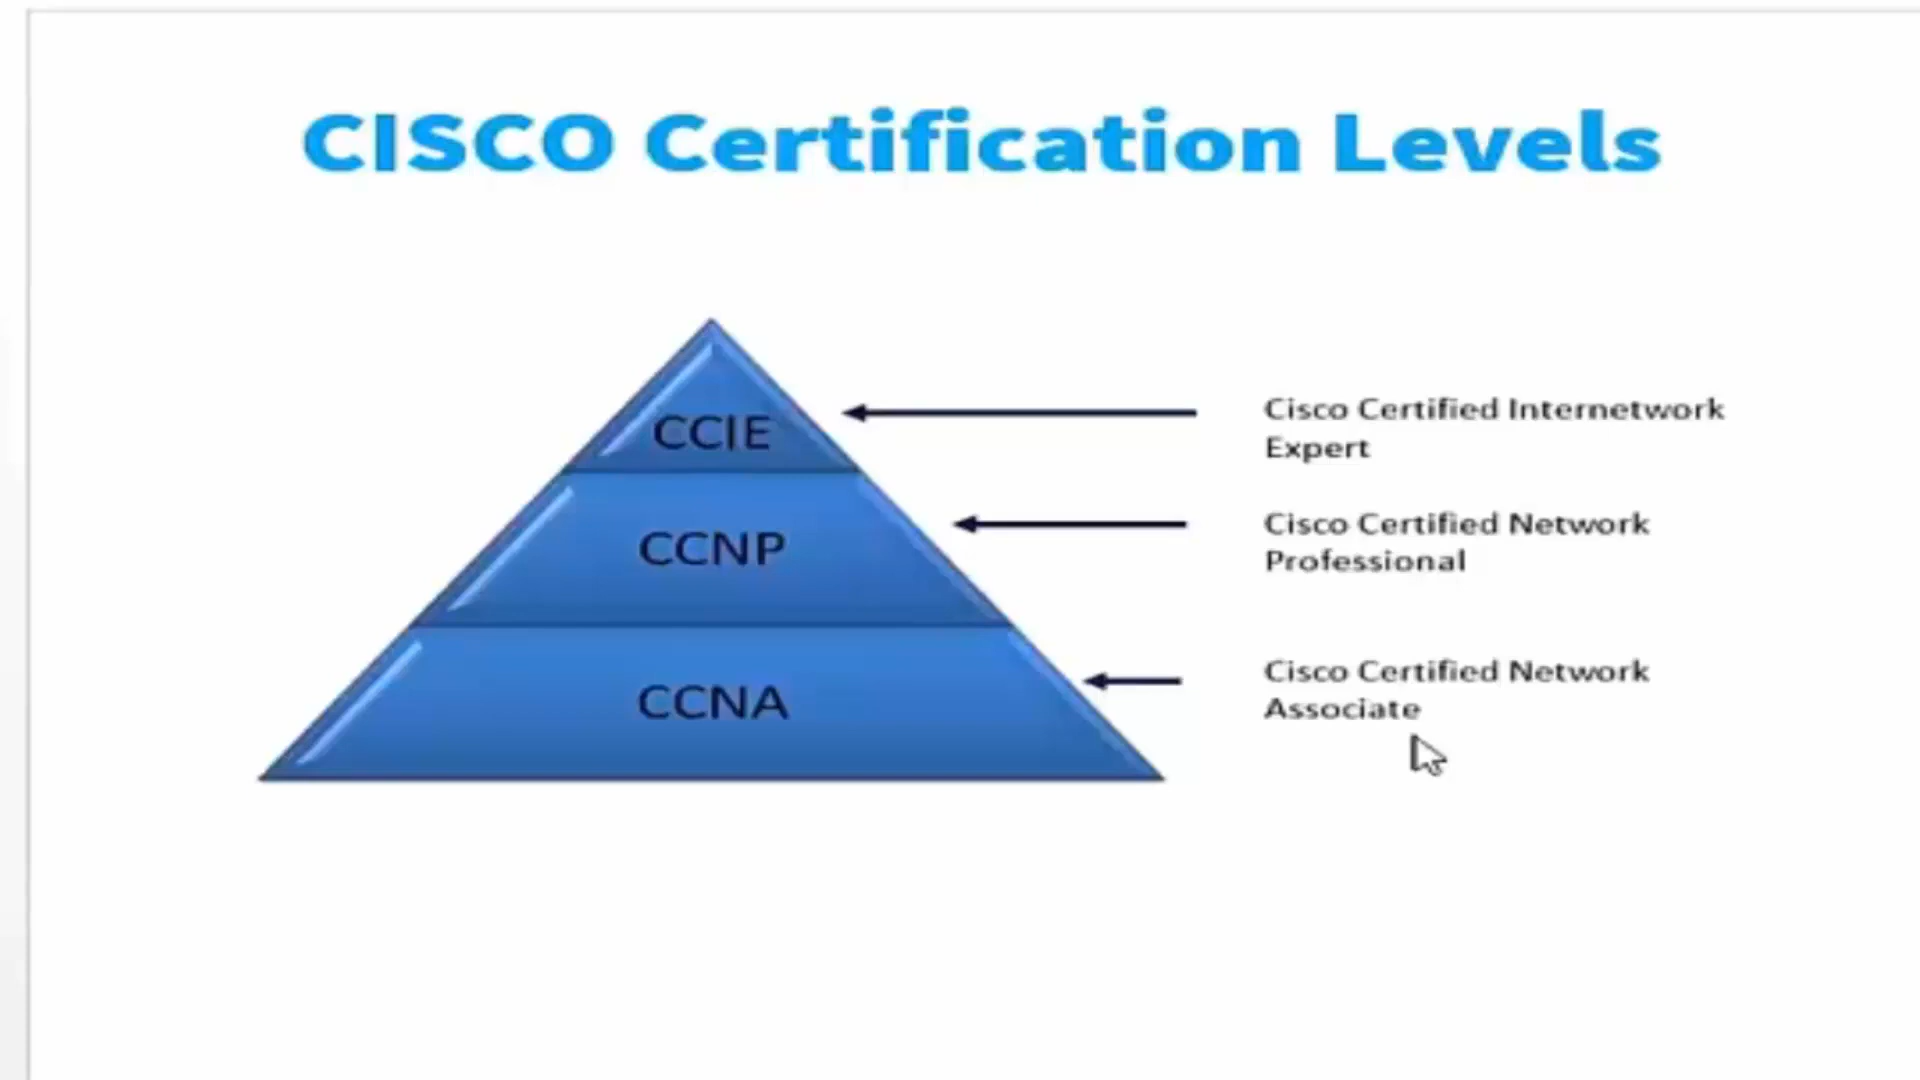 CISCO Certification Levels
CCIE
Cisco Certified Internetwork
Expert
CCNP
Cisco Certified Network
Professional
CCNA
Cisco Certified Network
Associate